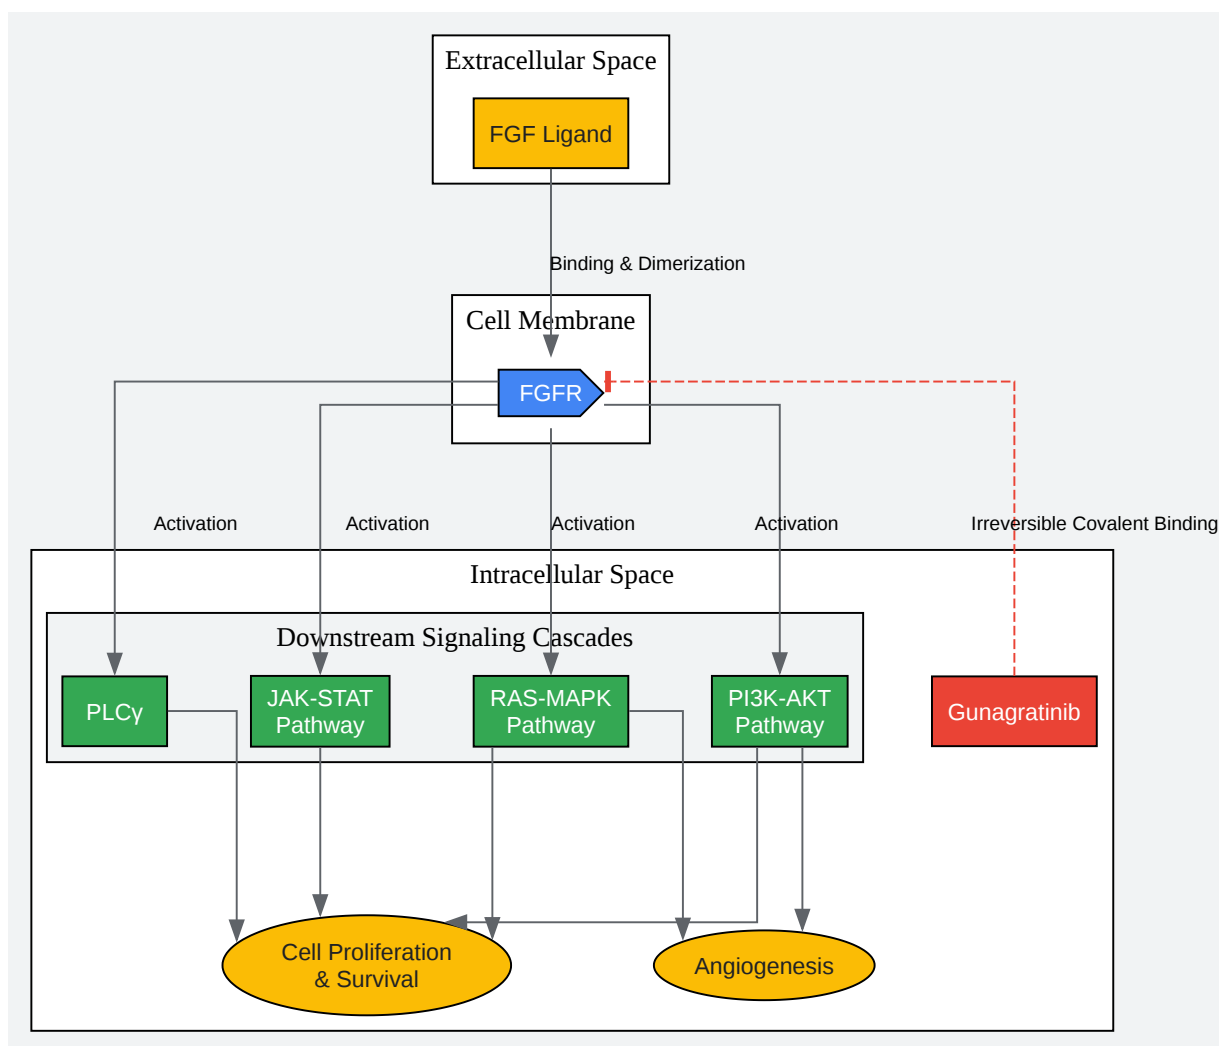 Extracellular Space
FGF Ligand
Binding & Dimerization
Cell Membrane
FGFR
Activation
Activation
Activation
Activation
Irreversible Covalent Binding
Intracellular Space
Downstream Signaling Cascades
PLCγ
JAK-STAT
Pathway
RAS-MAPK
Pathway
PI3K-AKT
Pathway
Gunagratinib
Cell Proliferation
& Survival
Angiogenesis